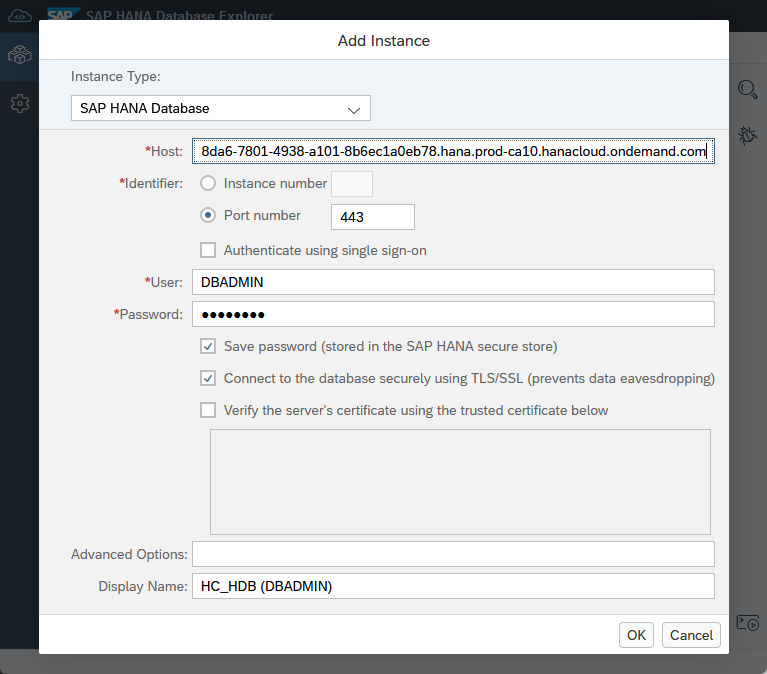 SAP SAP HANA Database Explorer
Add Instance
Instance Type:
SAP HANA Database
*Host: 8da6-7801-4938-a101-8b6ec1a0eb78.hana.prod-ca10.hanacloud.ondemand.com
*Identifier: Instance number
Port number 443
Authenticate using single sign-on
*User: DBADMIN
*Password: ●●●●●●●●
Save password (stored in the SAP HANA secure store)
Connect to the database securely using TLS/SSL (prevents data eavesdropping)
Verify the server's certificate using the trusted certificate below
Advanced Options:
Display Name: HC_HDB (DBADMIN)
OK Cancel